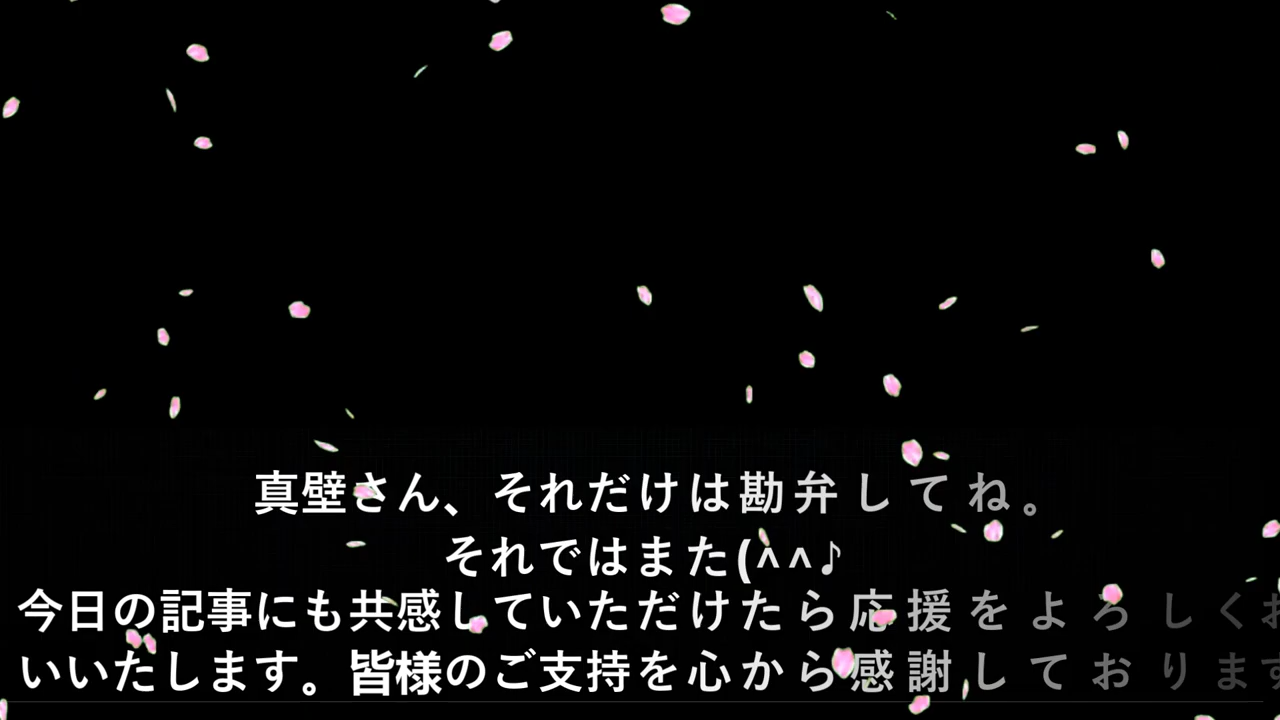 真壁さん、それだけは勘弁してね。
それではまた(^^♪
今日の記事にも共感していただけたら応援をよろしくお
いいたします。皆様のご支持を心から感謝しております